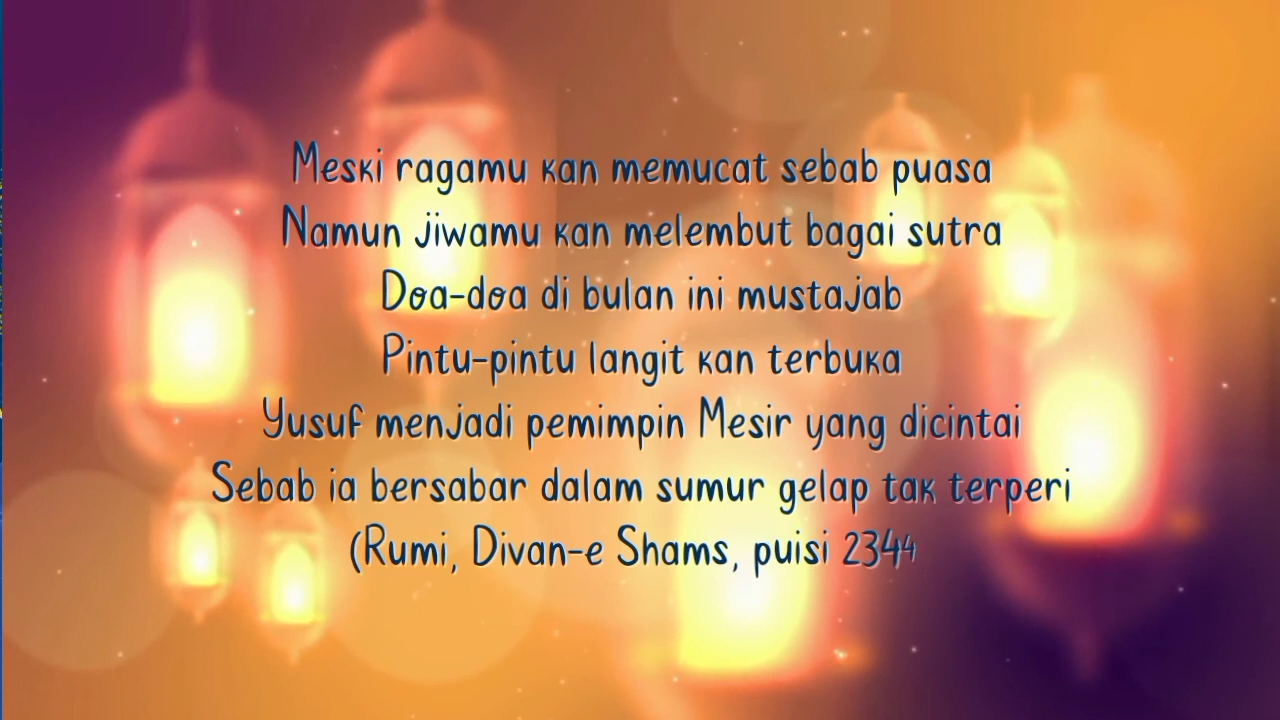 Meski ragamu kan memucat sebab puasa
Namun jiwamu kan melembut bagai sutra
Doa-doa di bulan ini mustajab
Pintu-pintu langit kan terbuka
Yusuf menjadi pemimpin Mesir yang dicintai
Sebab ia bersabar dalam sumur gelap tak terperi
(Rumi, Divan-e Shams, puisi 2344